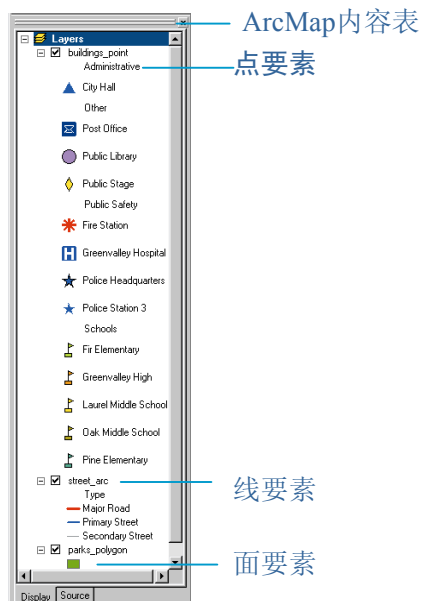 ArcMap内容表
Layers
buildings_point
Administrative
点要素
City Hall
Other
Post Office
Public Library
Public Stage
Public Safety
Fire Station
H
Greenvalley Hospital
Police Headquarters
Police Station 3
Schools
Fir Elementary
Greenvalley High
Laurel Middle School
Oak Middle School
Pine Elementary
street_arc
线要素
Type
Major Road
Primary Street
Secondary Street
parks_polygon
面要素
Display
Source